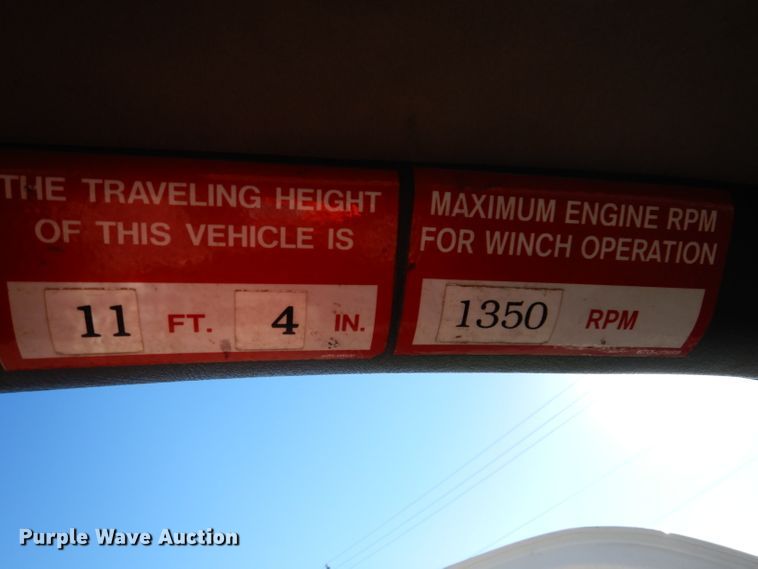 THE TRAVELING HEIGHT
OF THIS VEHICLE IS
11 FT. 4 IN.
MAXIMUM ENGINE RPM
FOR WINCH OPERATION
1350 RPM
Purple Wave Auction